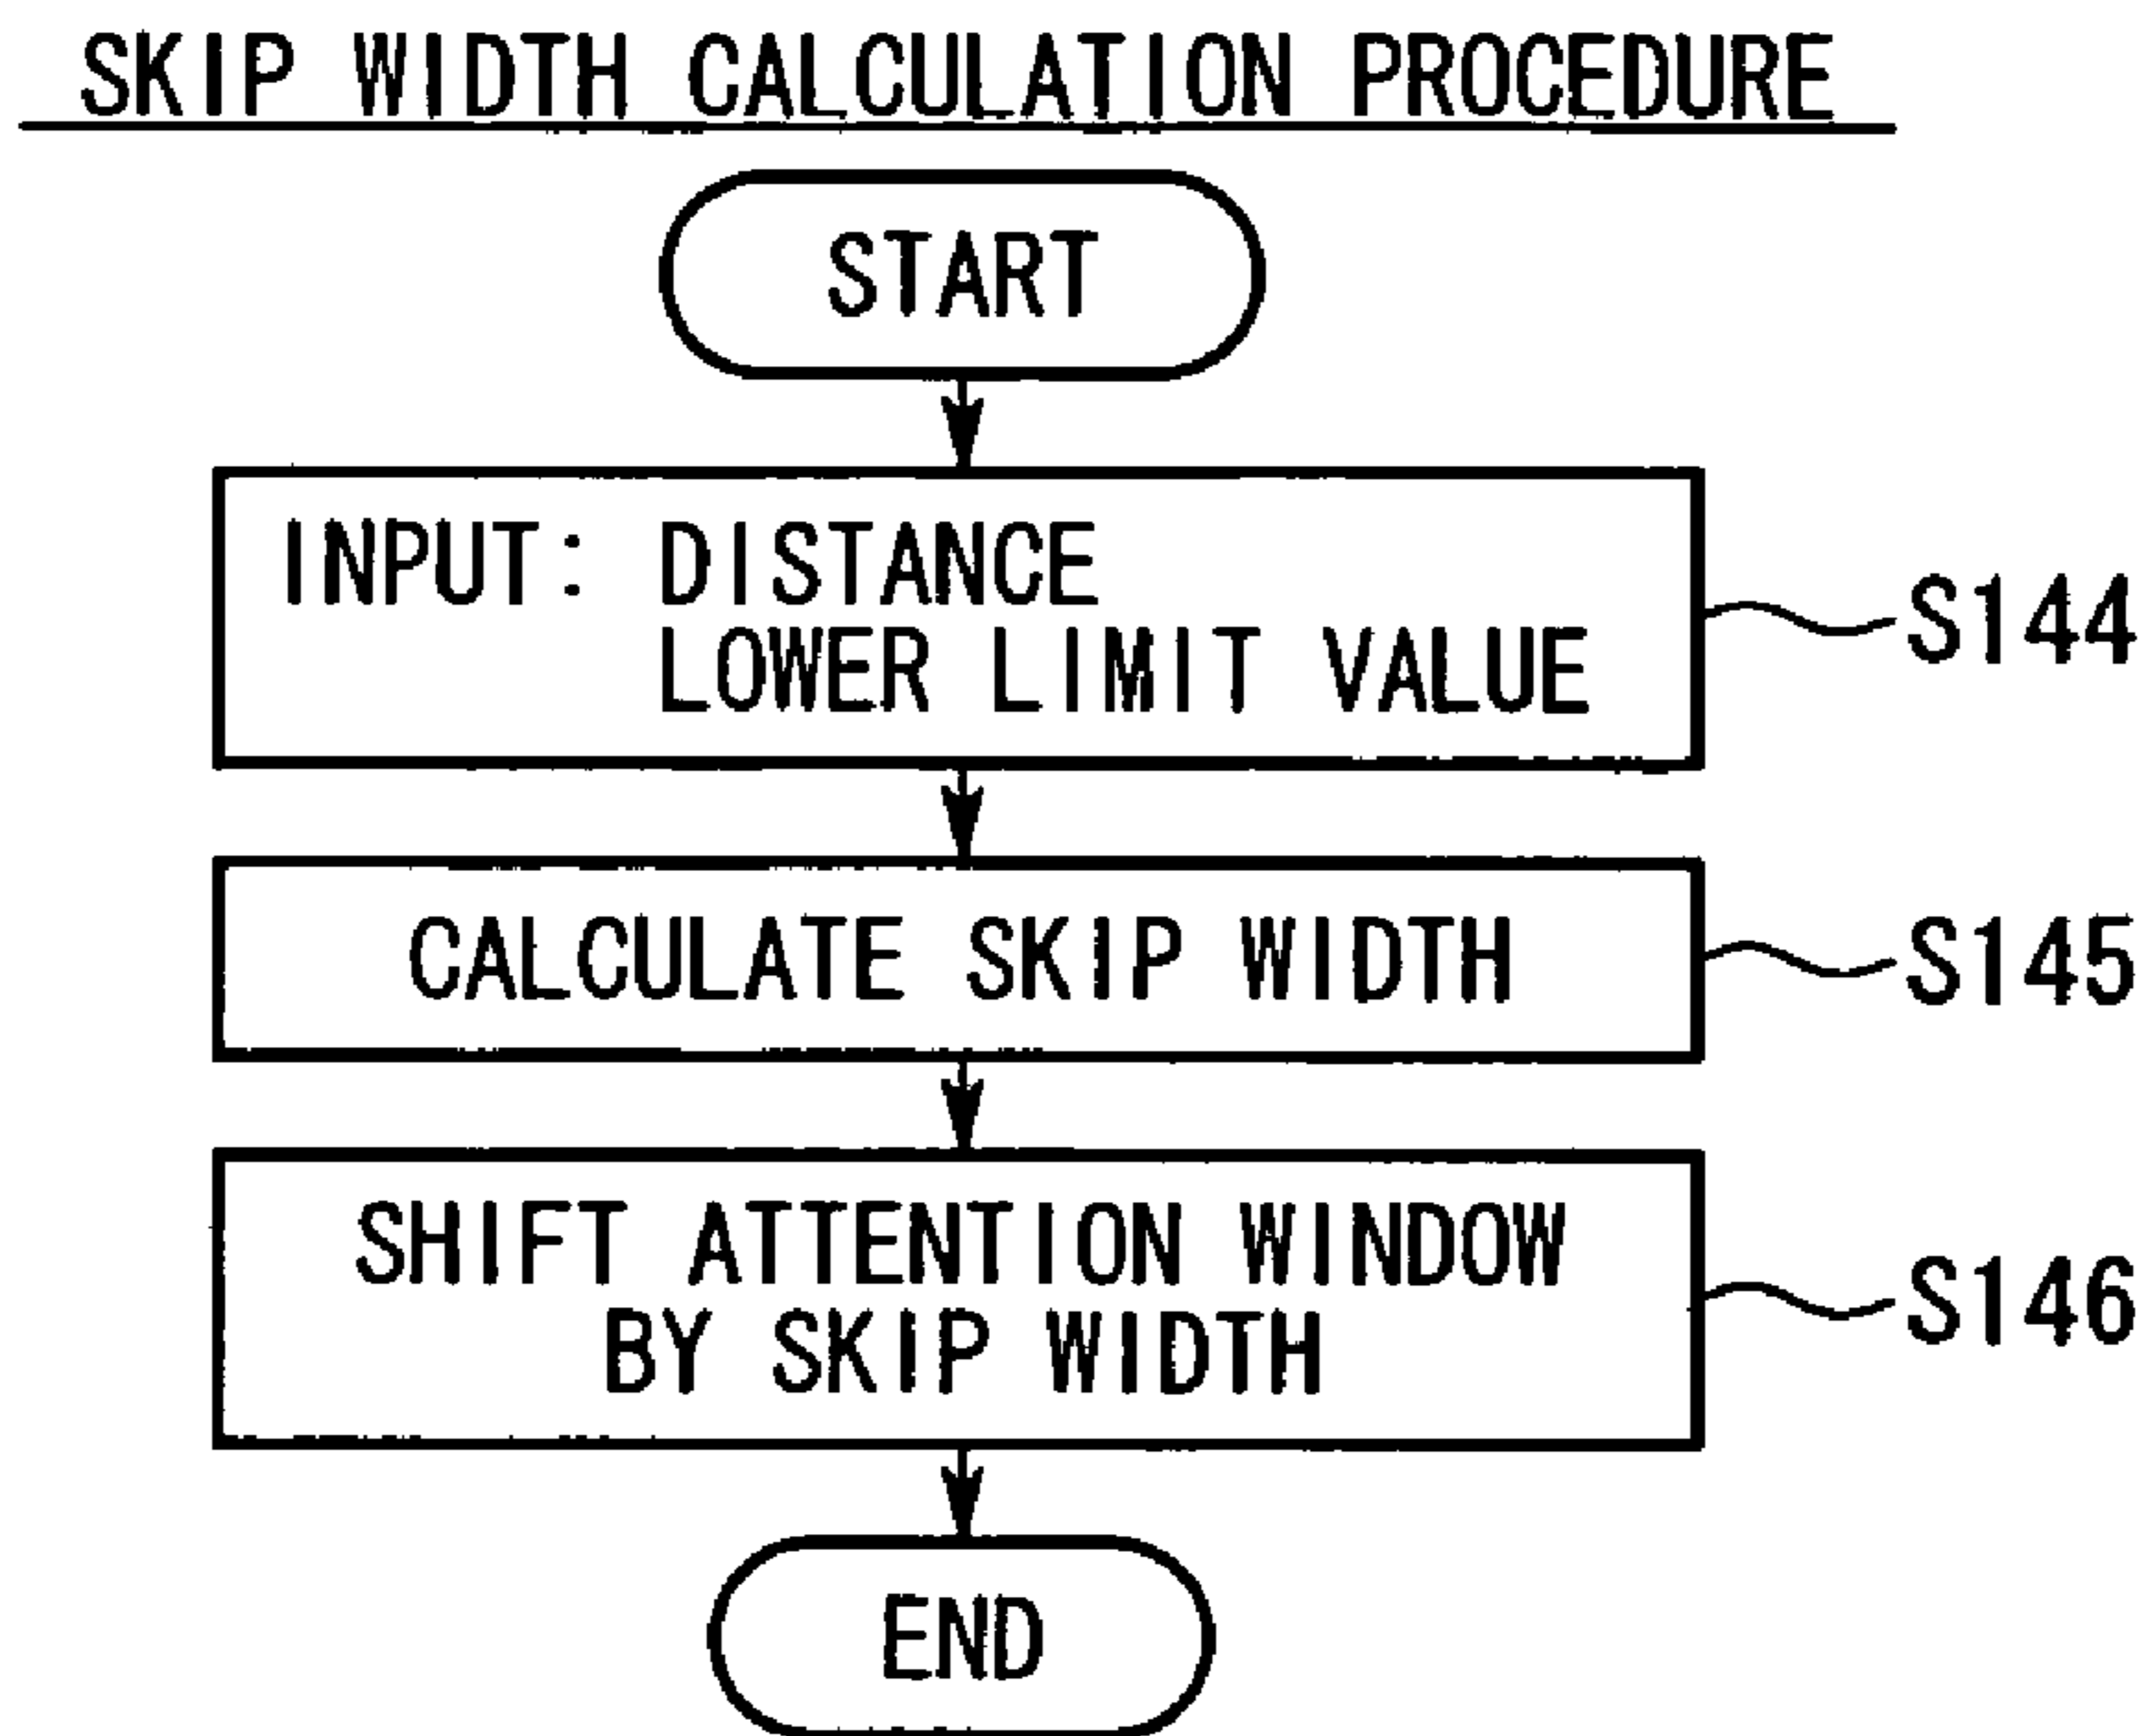 SKIP WIDTH CALCULATION PROCEDURE
START
INPUT: DISTANCE
LOWER LIMIT VALUE
S144
CALCULATE SKIP WIDTH
S145
SHIFT ATTENTION WINDOW
BY SKIP WIDTH
S146
END